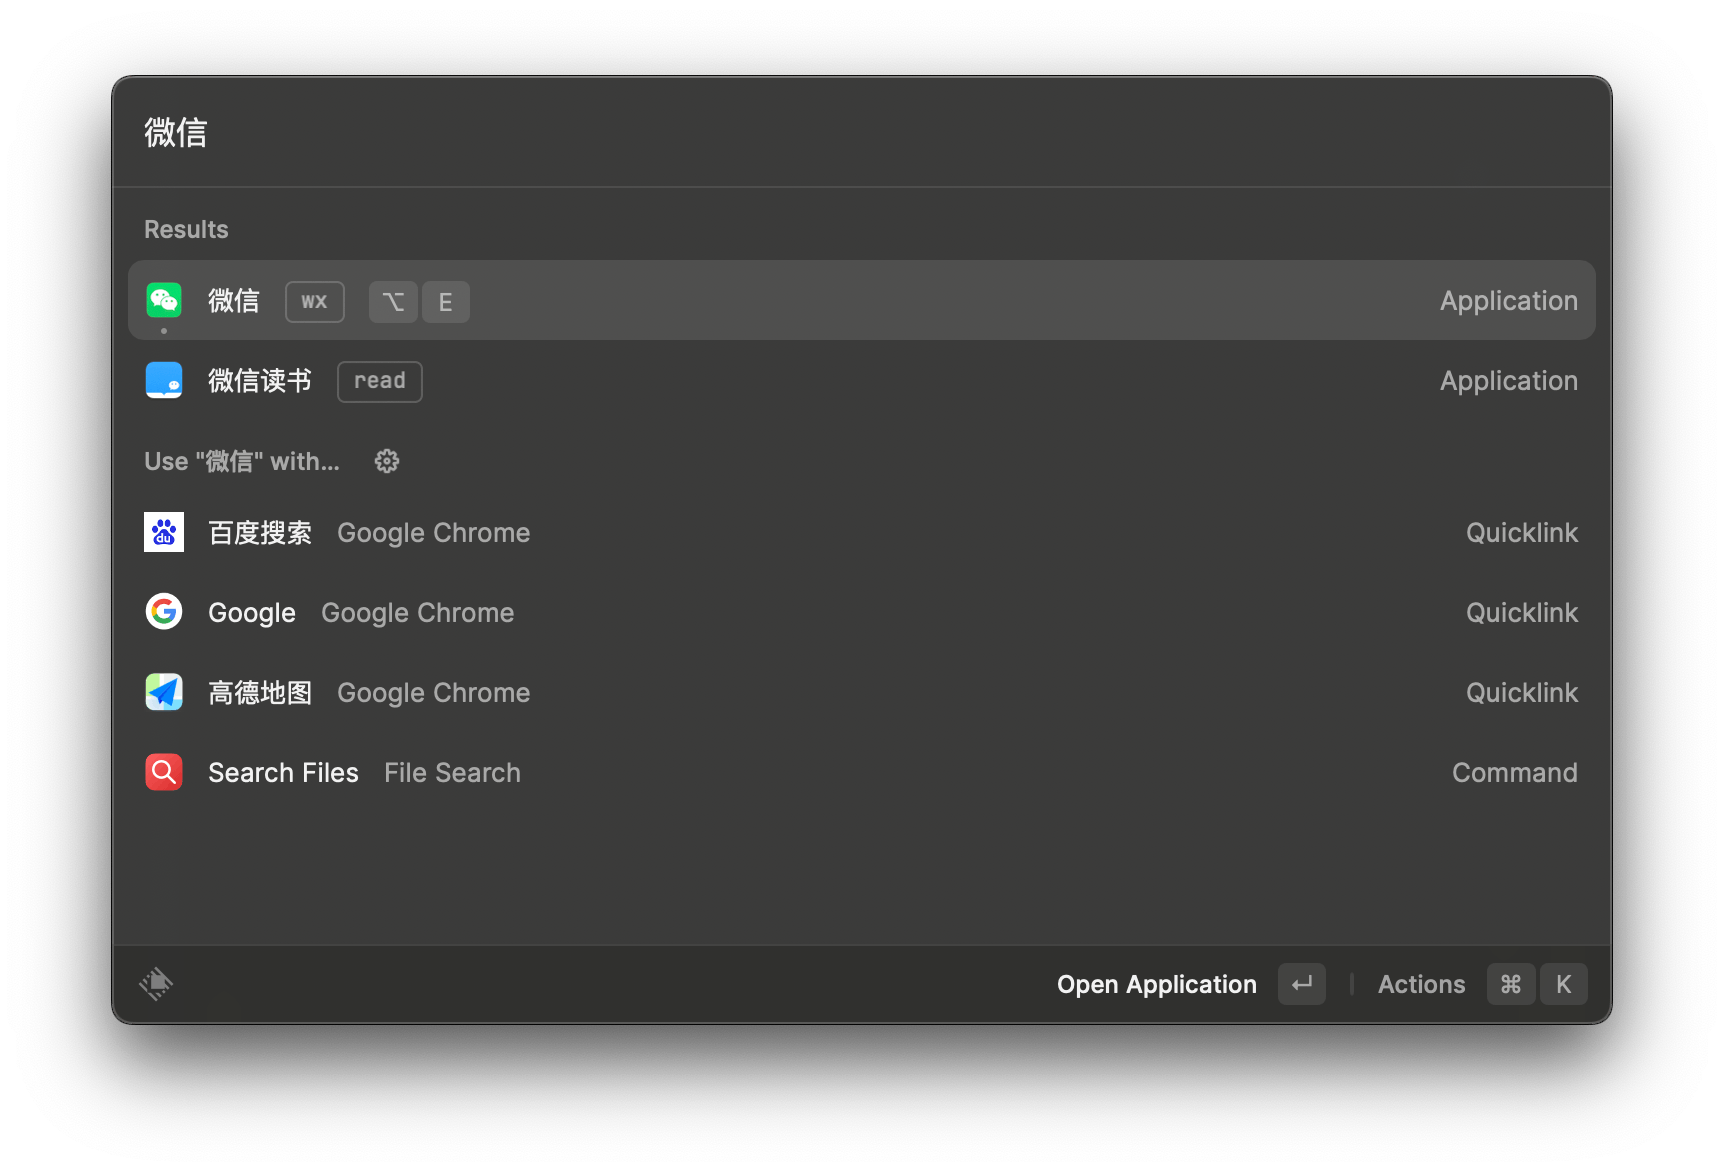 微信
Results
微信 wx ⌥ E Application
微信读书 read Application
Use "微信" with...
du 百度搜索 Google Chrome Quicklink
G Google Google Chrome Quicklink
高德地图 Google Chrome Quicklink
Search Files File Search Command
Open Application ↵ Actions ⌘ K